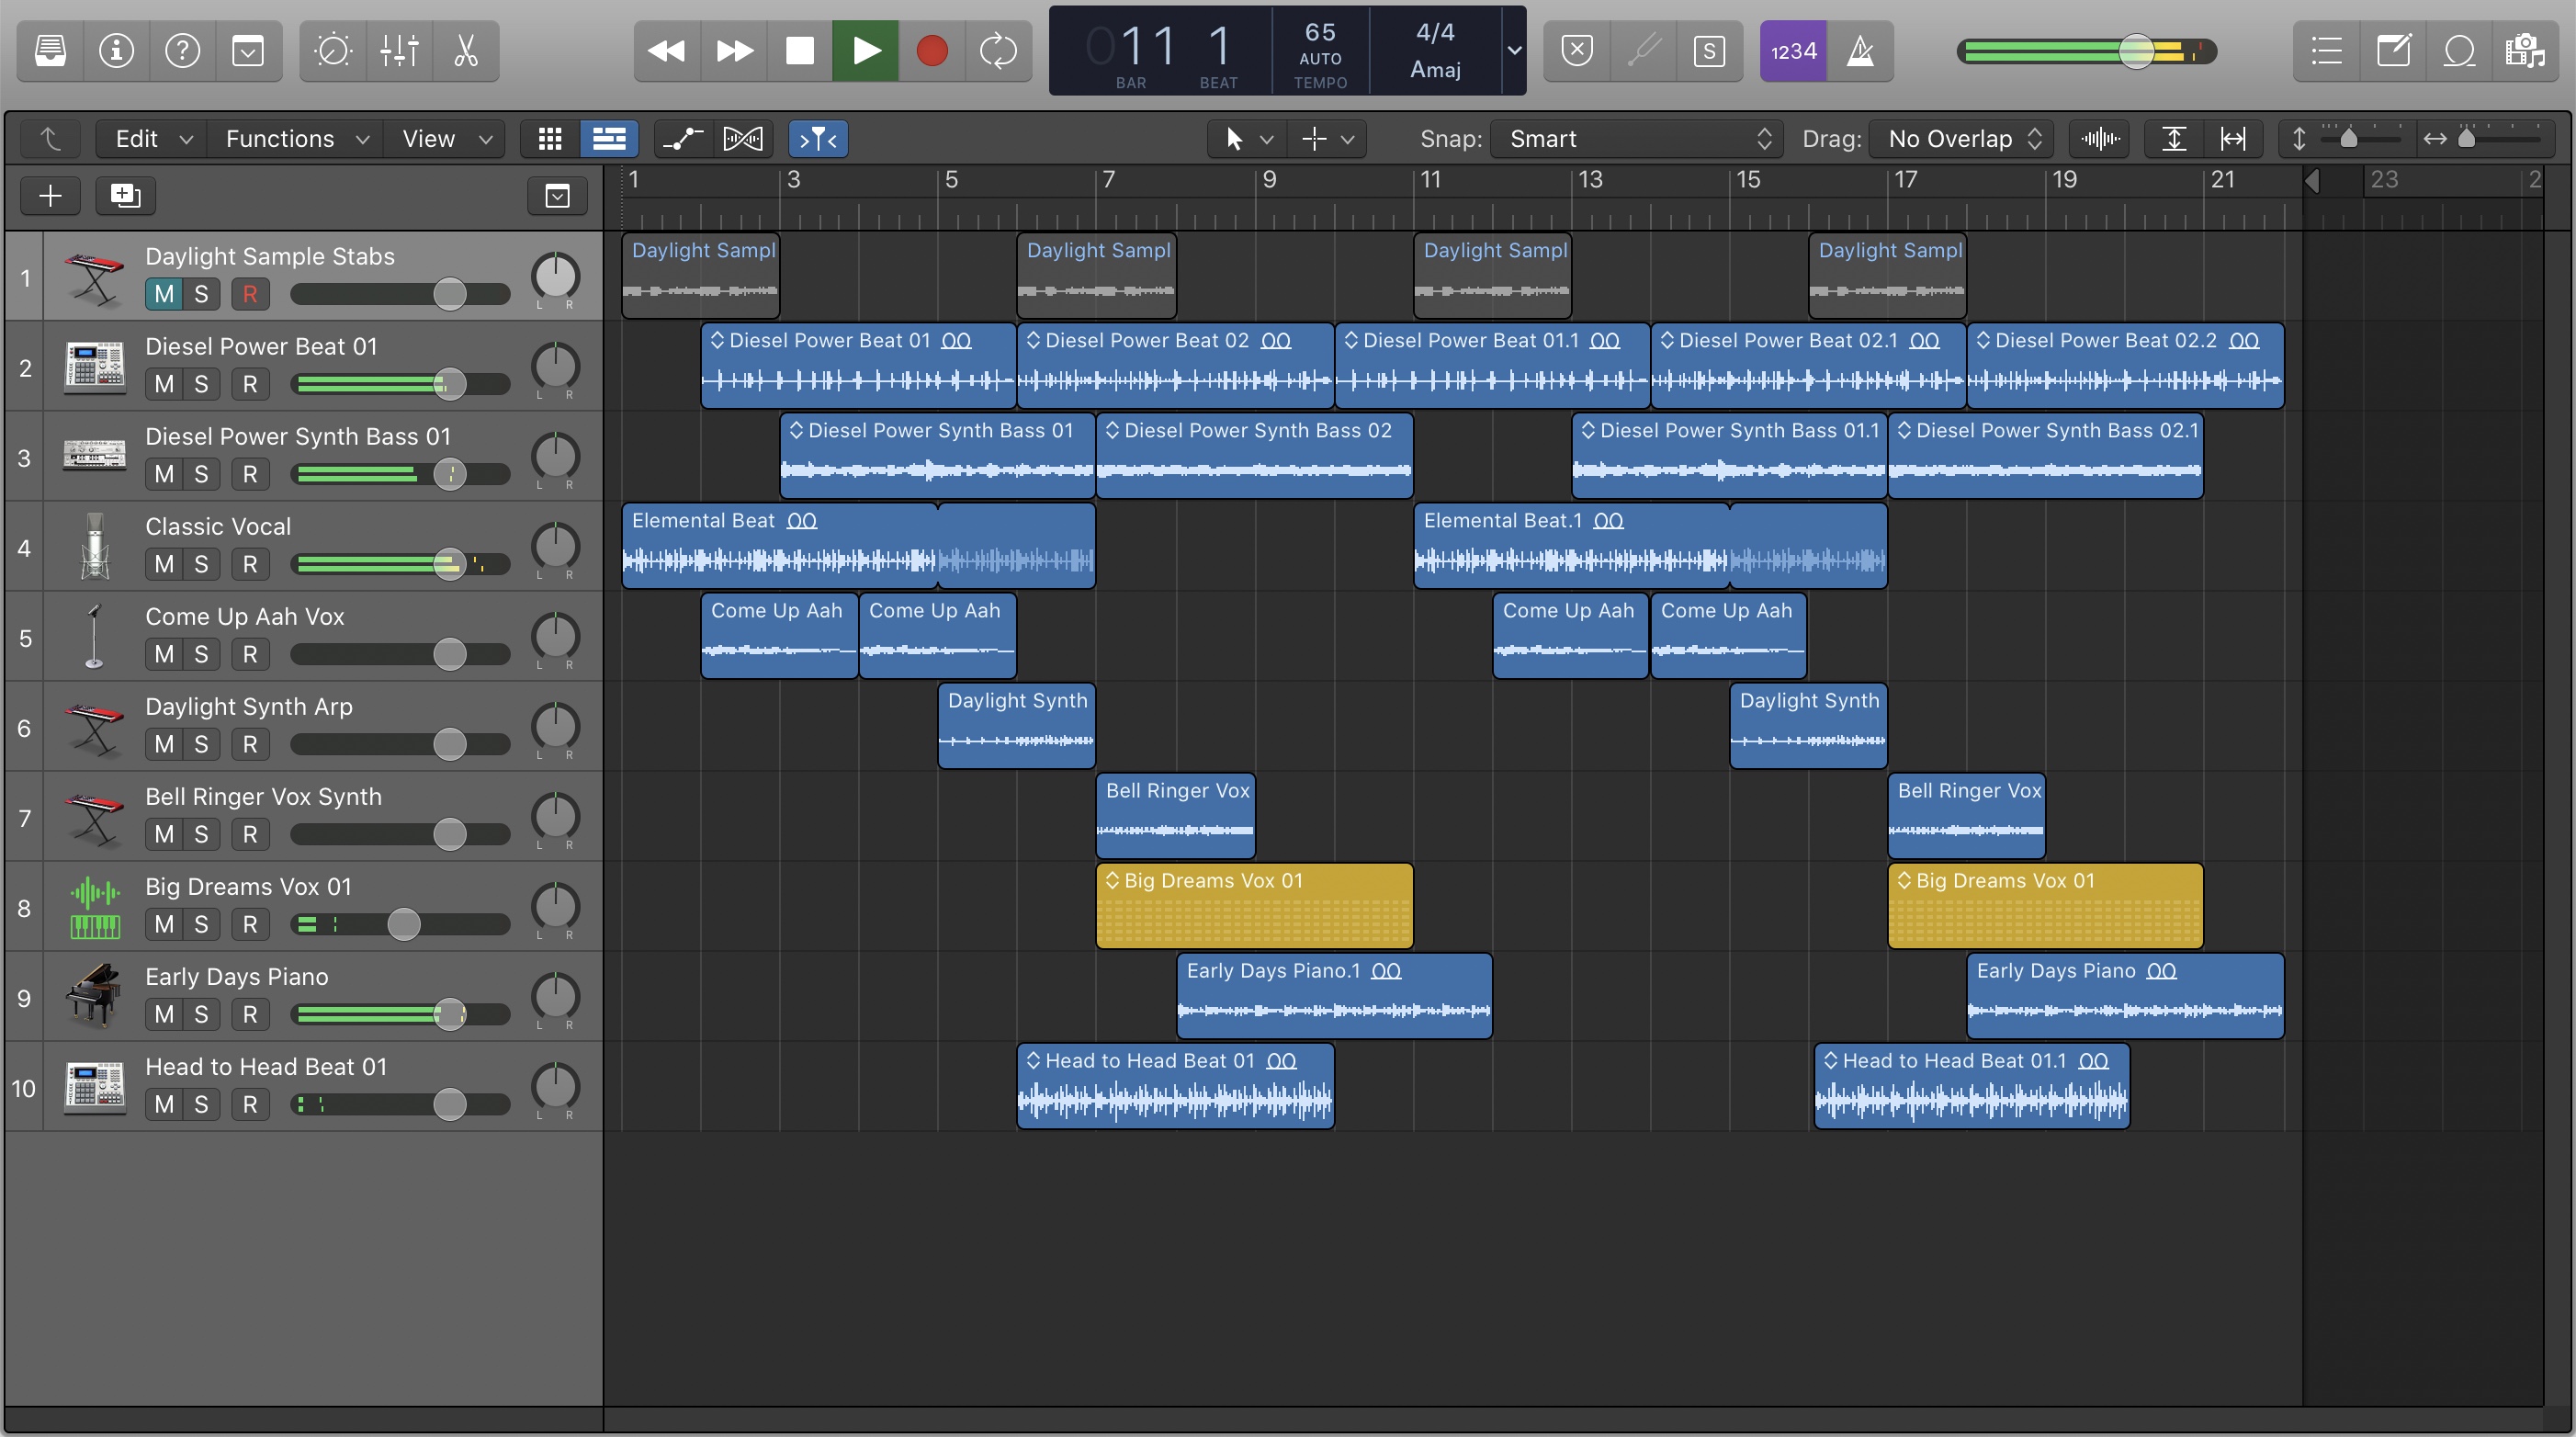 011 1 65 4/4
AUTO Amaj
BAR BEAT TEMPO
S 1234
Edit Functions View Snap: Smart Drag: No Overlap
1 3 5 7 9 11 13 15 17 19 21 23 2
1 Daylight Sample Stabs
M S R L R
Daylight Sampl Daylight Sampl Daylight Sampl Daylight Sampl
2 Diesel Power Beat 01
M S R L R
Diesel Power Beat 01 Diesel Power Beat 02 Diesel Power Beat 01.1 Diesel Power Beat 02.1 Diesel Power Beat 02.2
3 Diesel Power Synth Bass 01
M S R L R
Diesel Power Synth Bass 01 Diesel Power Synth Bass 02 Diesel Power Synth Bass 01.1 Diesel Power Synth Bass 02.1
4 Classic Vocal
M S R L R
Elemental Beat Elemental Beat.1
5 Come Up Aah Vox
M S R L R
Come Up Aah Come Up Aah Come Up Aah Come Up Aah
6 Daylight Synth Arp
M S R L R
Daylight Synth Daylight Synth
7 Bell Ringer Vox Synth
M S R L R
Bell Ringer Vox Bell Ringer Vox
8 Big Dreams Vox 01
M S R L R
Big Dreams Vox 01 Big Dreams Vox 01
9 Early Days Piano
M S R L R
Early Days Piano.1 Early Days Piano
10 Head to Head Beat 01
M S R L R
Head to Head Beat 01 Head to Head Beat 01.1